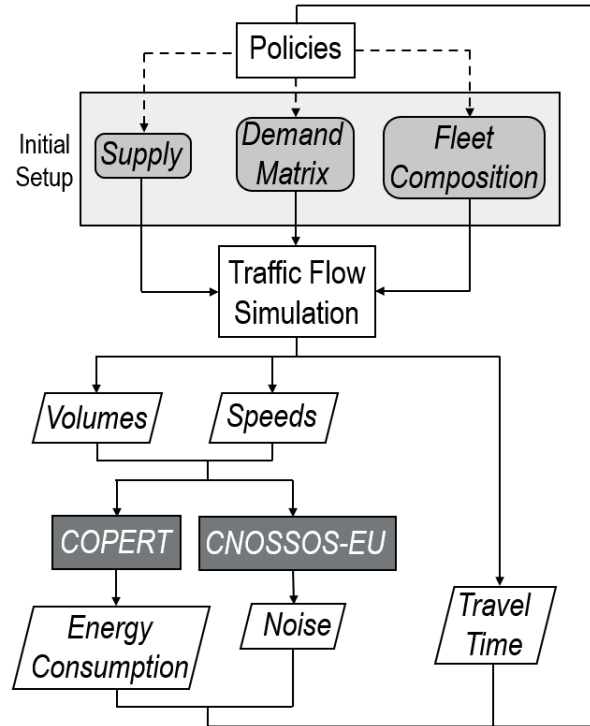 Policies
Initial
Setup
Supply
Demand
Matrix
Fleet
Composition
Traffic Flow
Simulation
Volumes
Speeds
COPERT
CNOSSOS-EU
Energy
Consumption
Noise
Travel
Time